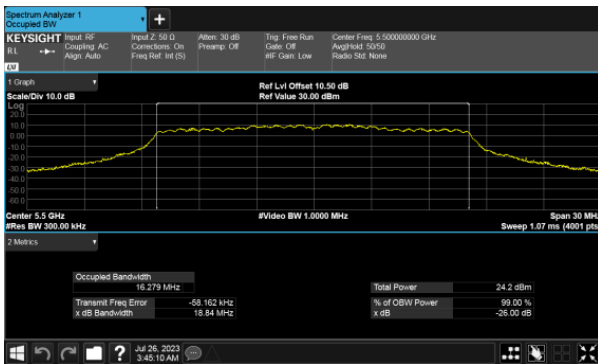 Spectrum Analyzer 1
Occupied BW
+
KEYSIGHT Input: RF Input Z: 50 Ω Atten: 30 dB Trig: Free Run Center Freq: 5.500000000 GHz
RL Coupling: AC Corrections: On Preamp: Off Gate: Off Avg|Hold: 50/50
Align: Auto Freq Ref: Int (S) #IF Gain: Low Radio Std: None
LXI
1 Graph
Ref Lvl Offset 10.50 dB
Scale/Div 10.0 dB Ref Value 30.00 dBm
Log
20.0
10.0
0.00
-10.0
-20.0
-30.0
-40.0
-50.0
-60.0
Center 5.5 GHz #Video BW 1.0000 MHz Span 30 MHz
#Res BW 300.00 kHz Sweep 1.07 ms (4001 pts
2 Metrics
Occupied Bandwidth
16.279 MHz Total Power 24.2 dBm
Transmit Freq Error -58.162 kHz % of OBW Power 99.00 %
x dB Bandwidth 18.84 MHz x dB -26.00 dB
? Jul 26, 2023
3:45:10 AM